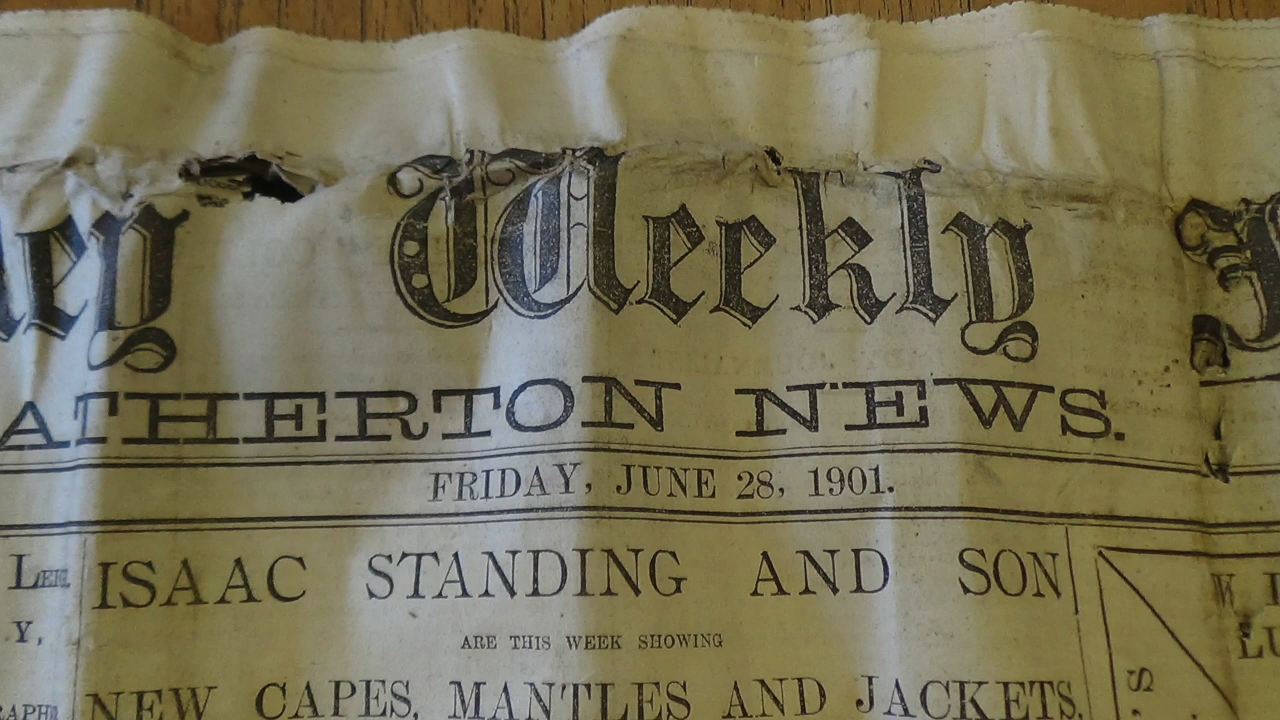 ley Weekly
ATHERTON NEWS.
FRIDAY, JUNE 28, 1901.
ISAAC STANDING AND SON
Y,
ARE THIS WEEK SHOWING
NEW CAPES, MANTLES AND JACKETS,
S